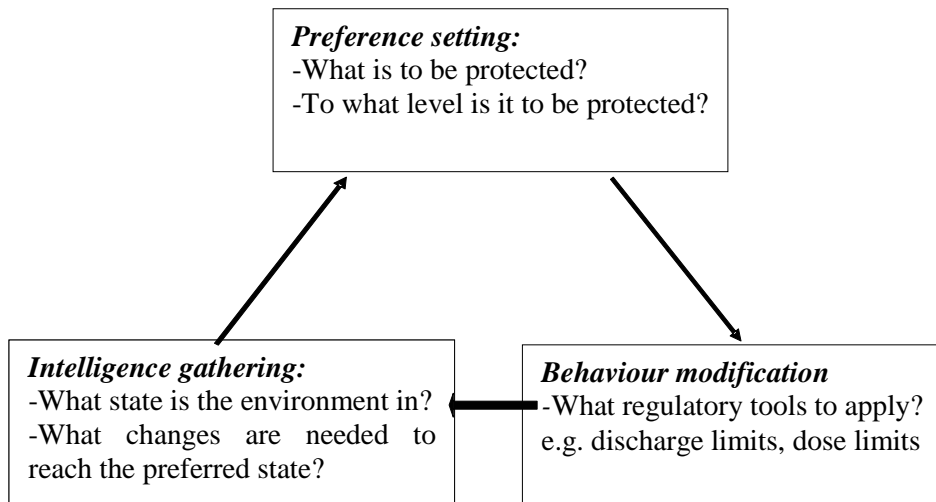 Preference setting:
-What is to be protected?
-To what level is it to be protected?
Intelligence gathering:
-What state is the environment in?
-What changes are needed to
reach the preferred state?
Behaviour modification
-What regulatory tools to apply?
e.g. discharge limits, dose limits